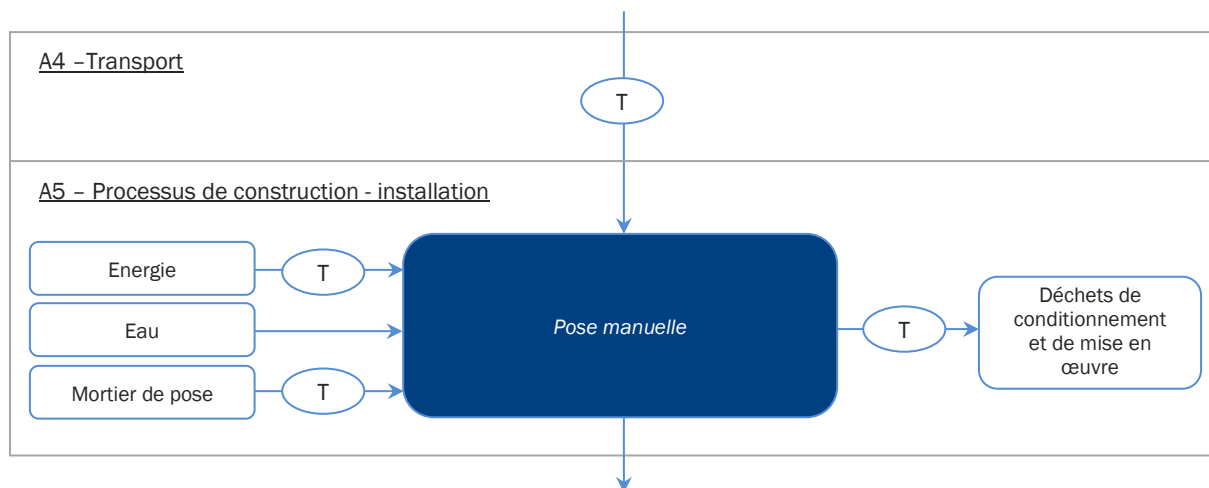 A4 –Transport
T
A5 – Processus de construction - installation
Energie
T
Eau
Mortier de pose
T
Pose manuelle
T
Déchets de
conditionnement
et de mise en
œuvre